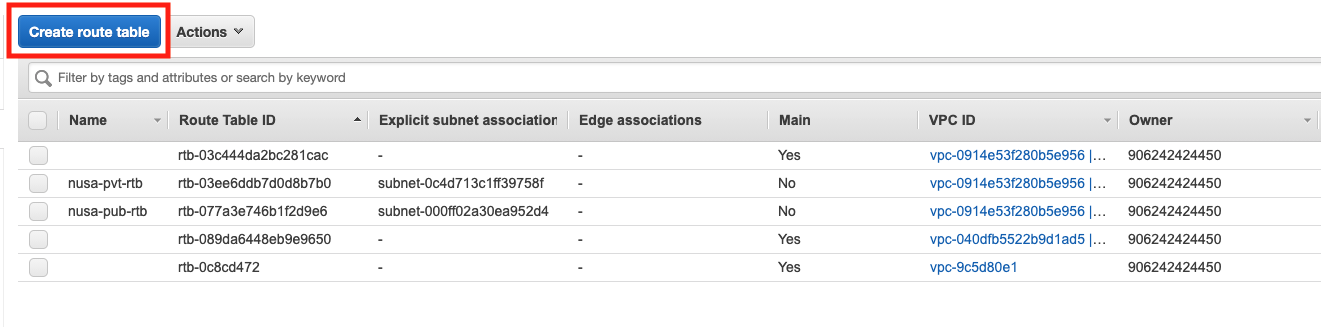 Create route table Actions
Filter by tags and attributes or search by keyword
Name Route Table ID Explicit subnet association Edge associations Main VPC ID Owner
rtb-03c444da2bc281cac - - Yes vpc-0914e53f280b5e956 |... 906242424450
nusa-pvt-rtb rtb-03ee6ddb7d0d8b7b0 subnet-0c4d713c1ff39758f - No vpc-0914e53f280b5e956 |... 906242424450
nusa-pub-rtb rtb-077a3e746b1f2d9e6 subnet-000ff02a30ea952d4 - No vpc-0914e53f280b5e956 |... 906242424450
rtb-089da6448eb9e9650 - - Yes vpc-040dfb5522b9d1ad5 |... 906242424450
rtb-0c8cd472 - - Yes vpc-9c5d80e1 906242424450